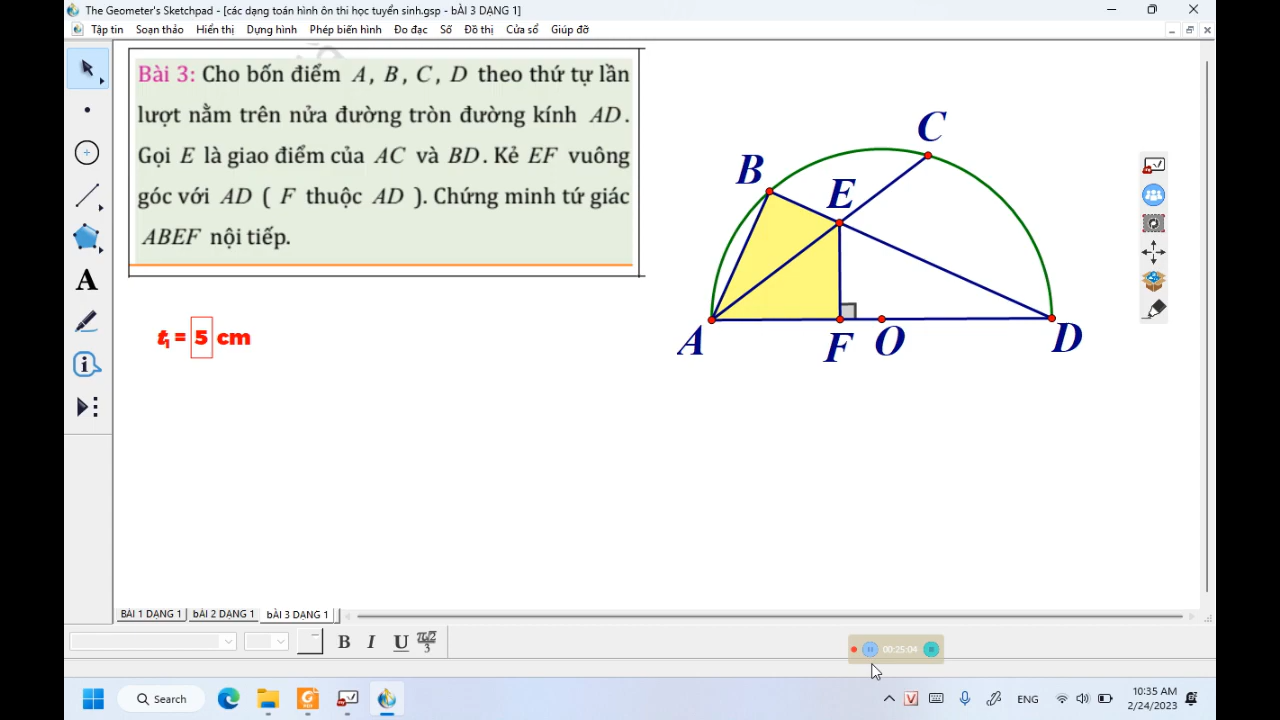 The Geometer's Sketchpad - [các dạng toán hình ôn thi học tuyển sinh.gsp - bÀI 3 DẠNG 1]
Tập tin Soạn thảo Hiển thị Dựng hình Phép biến hình Đo đạc Số Đồ thị Cửa sổ Giúp đỡ
Bài 3: Cho bốn điểm A, B, C, D theo thứ tự lần
lượt nằm trên nửa đường tròn đường kính AD.
Gọi E là giao điểm của AC và BD. Kẻ EF vuông
góc với AD ( F thuộc AD ). Chứng minh tứ giác
ABEF nội tiếp.
C
B
E
A
F
O
D
t₁ = 5 cm
A
BÀI 1 DẠNG 1 bÀI 2 DẠNG 1 bÀI 3 DẠNG 1
B I U
00:25:04
Search
ENG
10:35 AM
2/24/2023